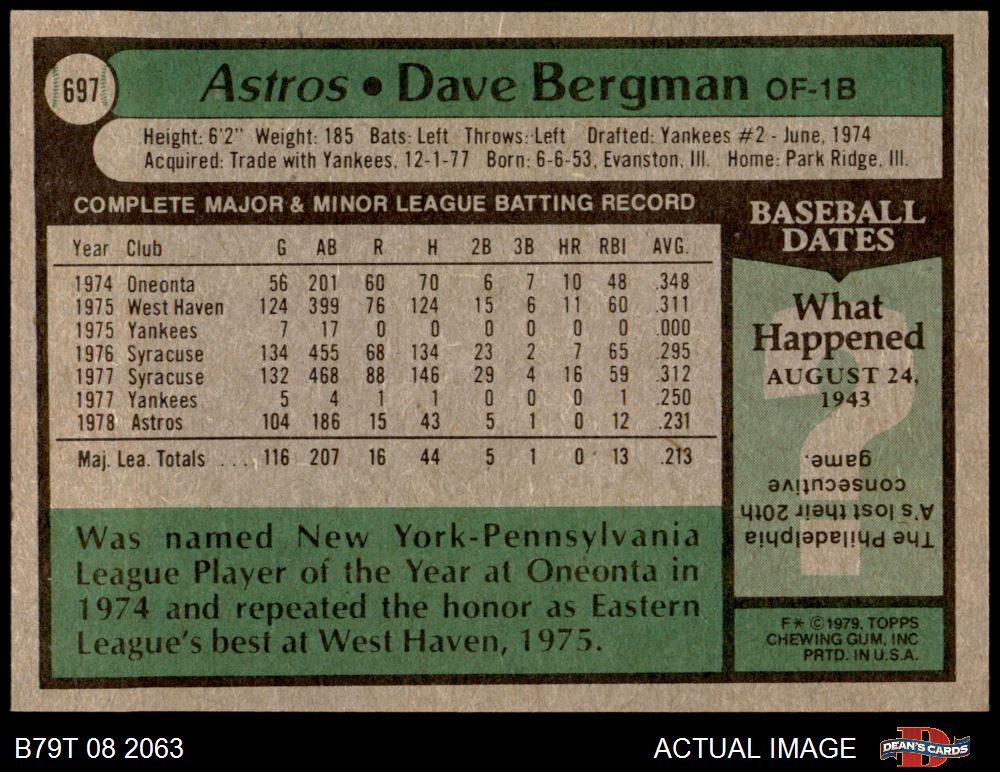 697
Astros • Dave Bergman OF-1B
Height: 6'2" Weight: 185 Bats: Left Throws: Left Drafted: Yankees #2 - June, 1974
Acquired: Trade with Yankees, 12-1-77 Born: 6-6-53, Evanston, Ill. Home: Park Ridge, Ill.
COMPLETE MAJOR & MINOR LEAGUE BATTING RECORD
Year Club G AB R H 2B 3B HR RBI AVG.
1974 Oneonta 56 201 60 70 6 7 10 48 .348
1975 West Haven 124 399 76 124 15 6 11 60 .311
1975 Yankees 7 17 0 0 0 0 0 0 .000
1976 Syracuse 134 455 68 134 23 2 7 65 .295
1977 Syracuse 132 468 88 146 29 4 16 59 .312
1977 Yankees 5 4 1 1 0 0 0 1 .250
1978 Astros 104 186 15 43 5 1 0 12 .231
Maj. Lea. Totals . . . . 116 207 16 44 5 1 0 13 .213
Was named New York-Pennsylvania
League Player of the Year at Oneonta in
1974 and repeated the honor as Eastern
League's best at West Haven, 1975.
BASEBALL
DATES
What
Happened
AUGUST 24,
1943
?
The Philadelphia
A's lost their 20th
consecutive
game.
F* ©1979, TOPPS
CHEWING GUM, INC
PRTD. IN U.S.A.
B79T 08 2063
ACTUAL IMAGE
D
DEAN'S CARDS